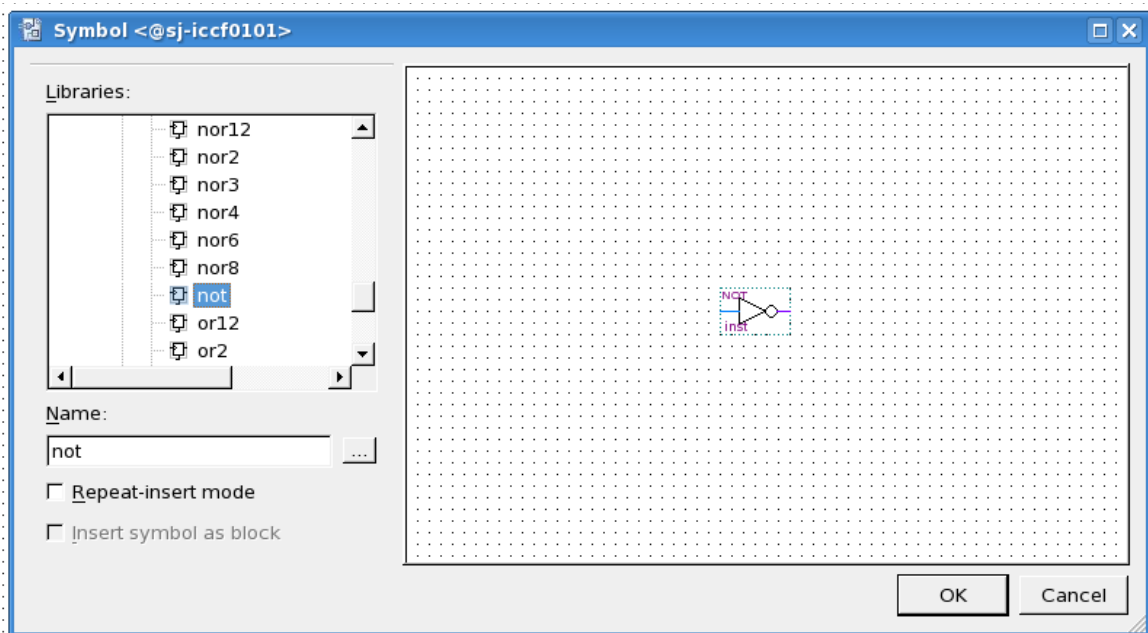 Symbol <@sj-iccf0101>
Libraries:
nor12
nor2
nor3
nor4
nor6
nor8
not
or12
or2
Name:
not
...
Repeat-insert mode
Insert symbol as block
NOT
inst
OK
Cancel